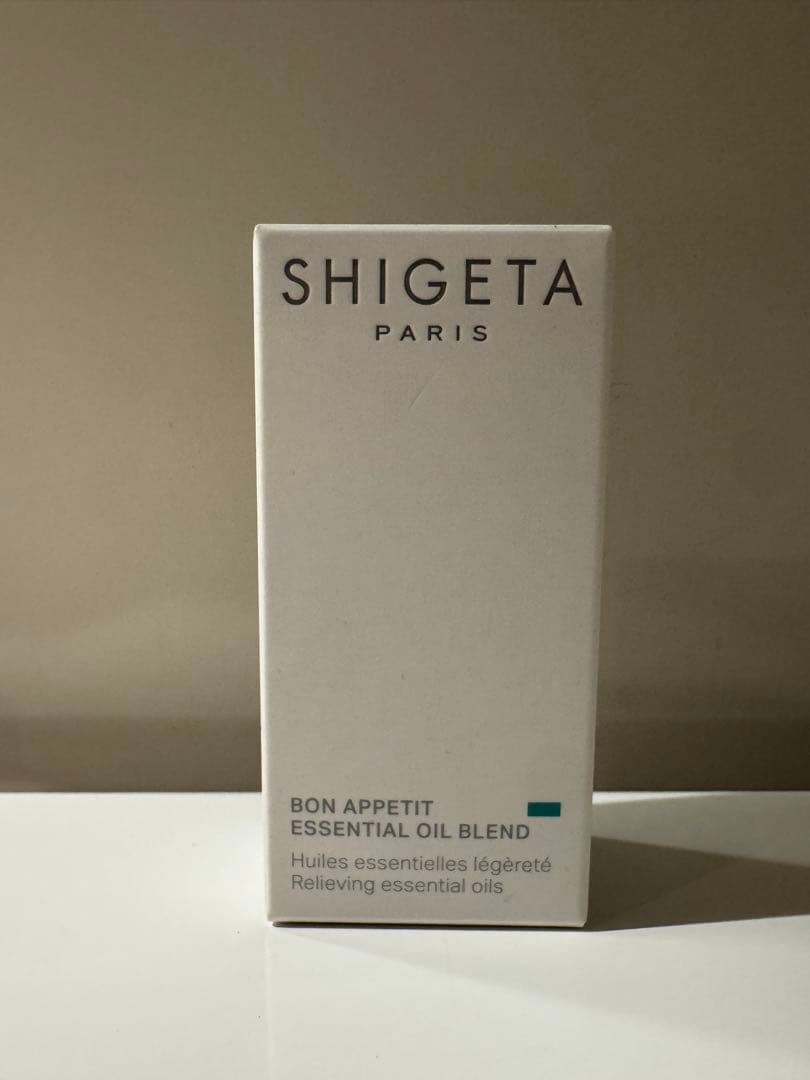 SHIGETA
PARIS
BON APPETIT
ESSENTIAL OIL BLEND
Huiles essentielles légèreté
Relieving essential oils